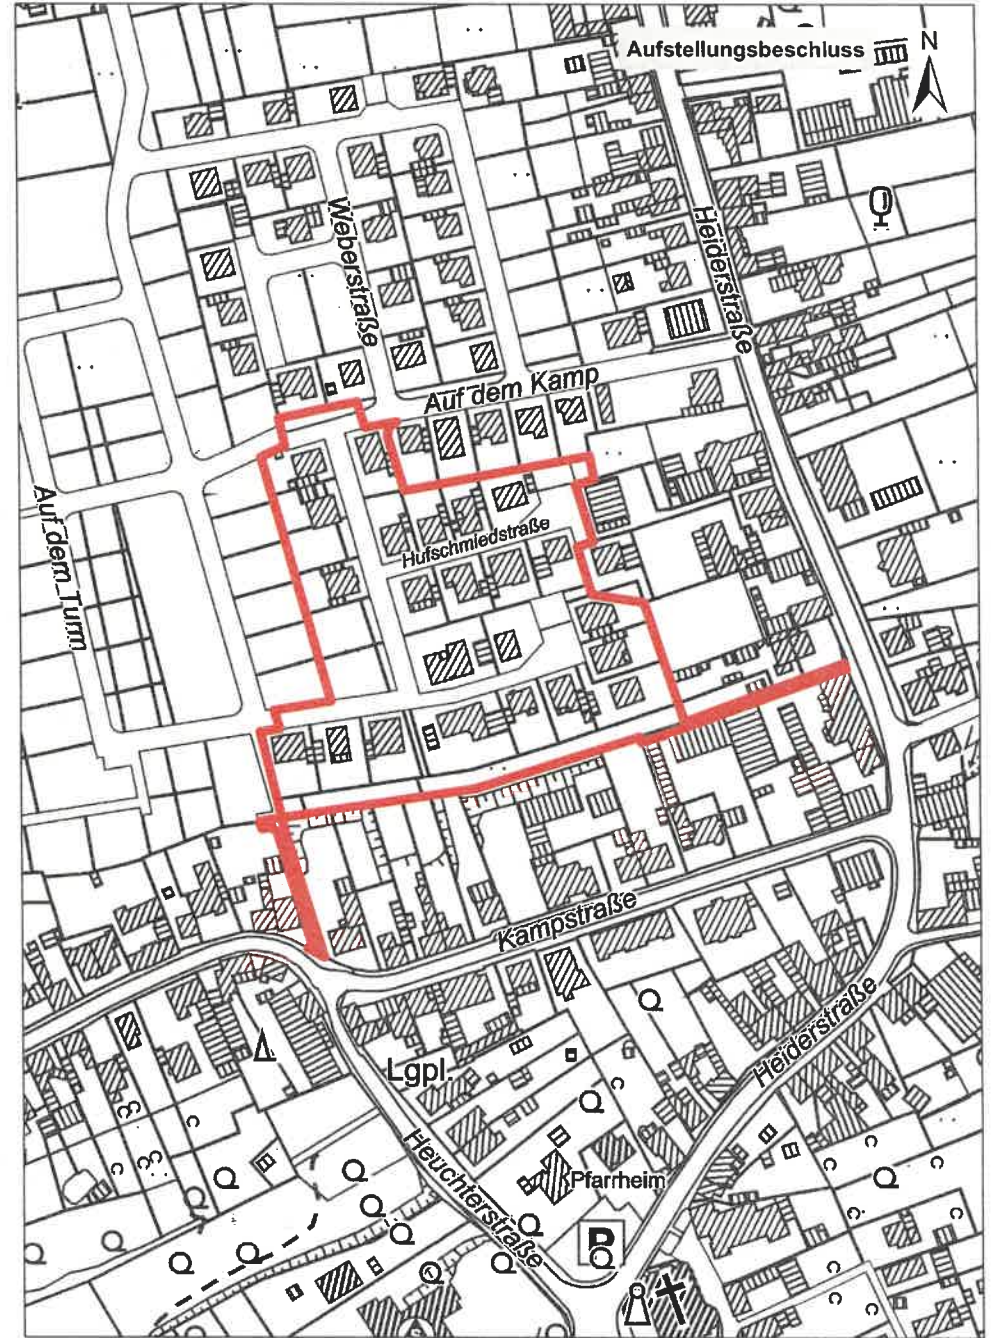 Aufstellungsbeschluss
N
Weberstraße
Heiderstraße
Auf dem Kamp
Auf dem Turm
Hufschmiedstraße
Kampstraße
Heiderstraße
Lgpl.
Heuchterstraße
Pfarrheim
P